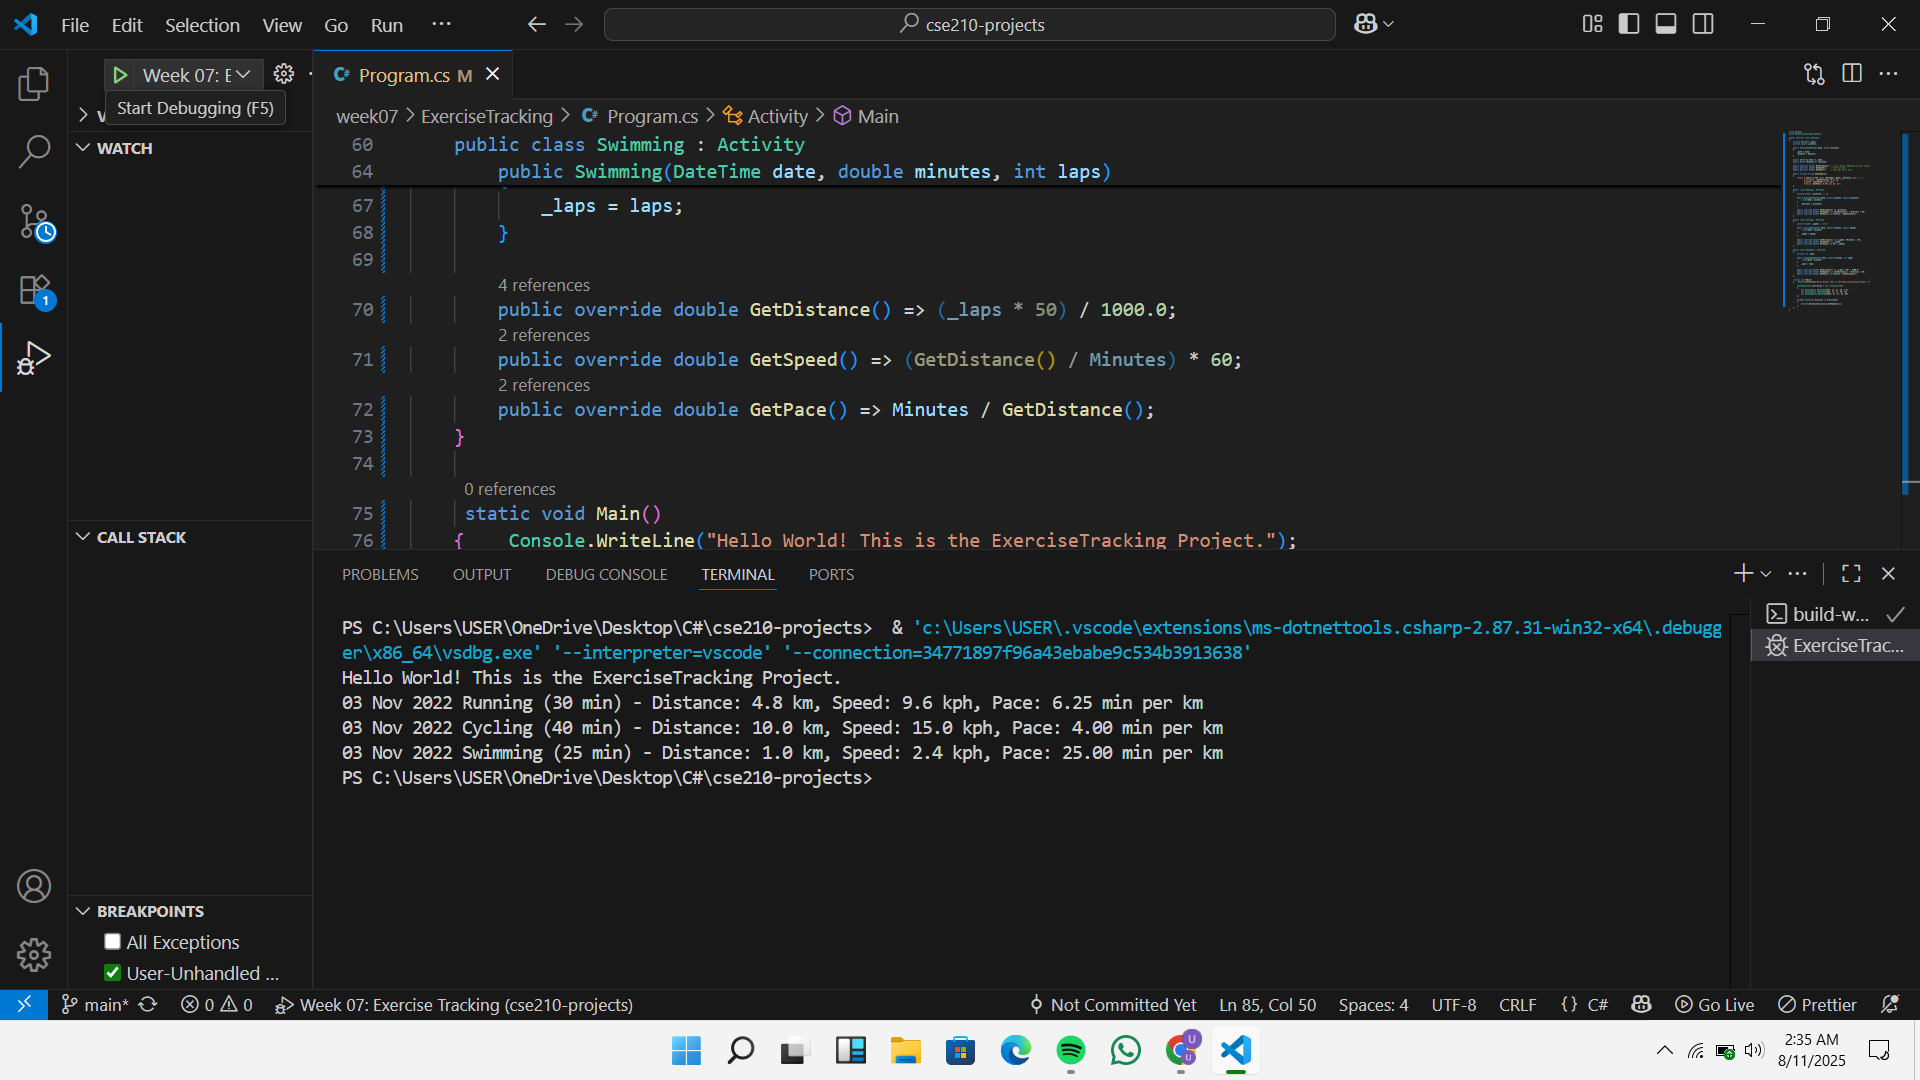 File Edit Selection View Go Run ···
cse210-projects
Week 07: E
Start Debugging (F5)
WATCH
CALL STACK
BREAKPOINTS
All Exceptions
User-Unhandled ...
Program.cs M
week07 > ExerciseTracking > Program.cs > Activity > Main
60 public class Swimming : Activity
64 public Swimming(DateTime date, double minutes, int laps)
67 _laps = laps;
68 }
69
4 references
70 public override double GetDistance() => (_laps * 50) / 1000.0;
2 references
71 public override double GetSpeed() => (GetDistance() / Minutes) * 60;
2 references
72 public override double GetPace() => Minutes / GetDistance();
73 }
74
0 references
75 static void Main()
76 { Console.WriteLine("Hello World! This is the ExerciseTracking Project.");
PROBLEMS OUTPUT DEBUG CONSOLE TERMINAL PORTS
PS C:\Users\USER\OneDrive\Desktop\C#\cse210-projects> & 'c:\Users\USER\.vscode\extensions\ms-dotnettools.csharp-2.87.31-win32-x64\.debugg
er\x86_64\vsdbg.exe' '--interpreter=vscode' '--connection=34771897f96a43ebabe9c534b3913638'
Hello World! This is the ExerciseTracking Project.
03 Nov 2022 Running (30 min) - Distance: 4.8 km, Speed: 9.6 kph, Pace: 6.25 min per km
03 Nov 2022 Cycling (40 min) - Distance: 10.0 km, Speed: 15.0 kph, Pace: 4.00 min per km
03 Nov 2022 Swimming (25 min) - Distance: 1.0 km, Speed: 2.4 kph, Pace: 25.00 min per km
PS C:\Users\USER\OneDrive\Desktop\C#\cse210-projects>
build-w...
ExerciseTrac...
main* 0 0 Week 07: Exercise Tracking (cse210-projects) Not Committed Yet Ln 85, Col 50 Spaces: 4 UTF-8 CRLF {} C# Go Live Prettier
2:35 AM
8/11/2025